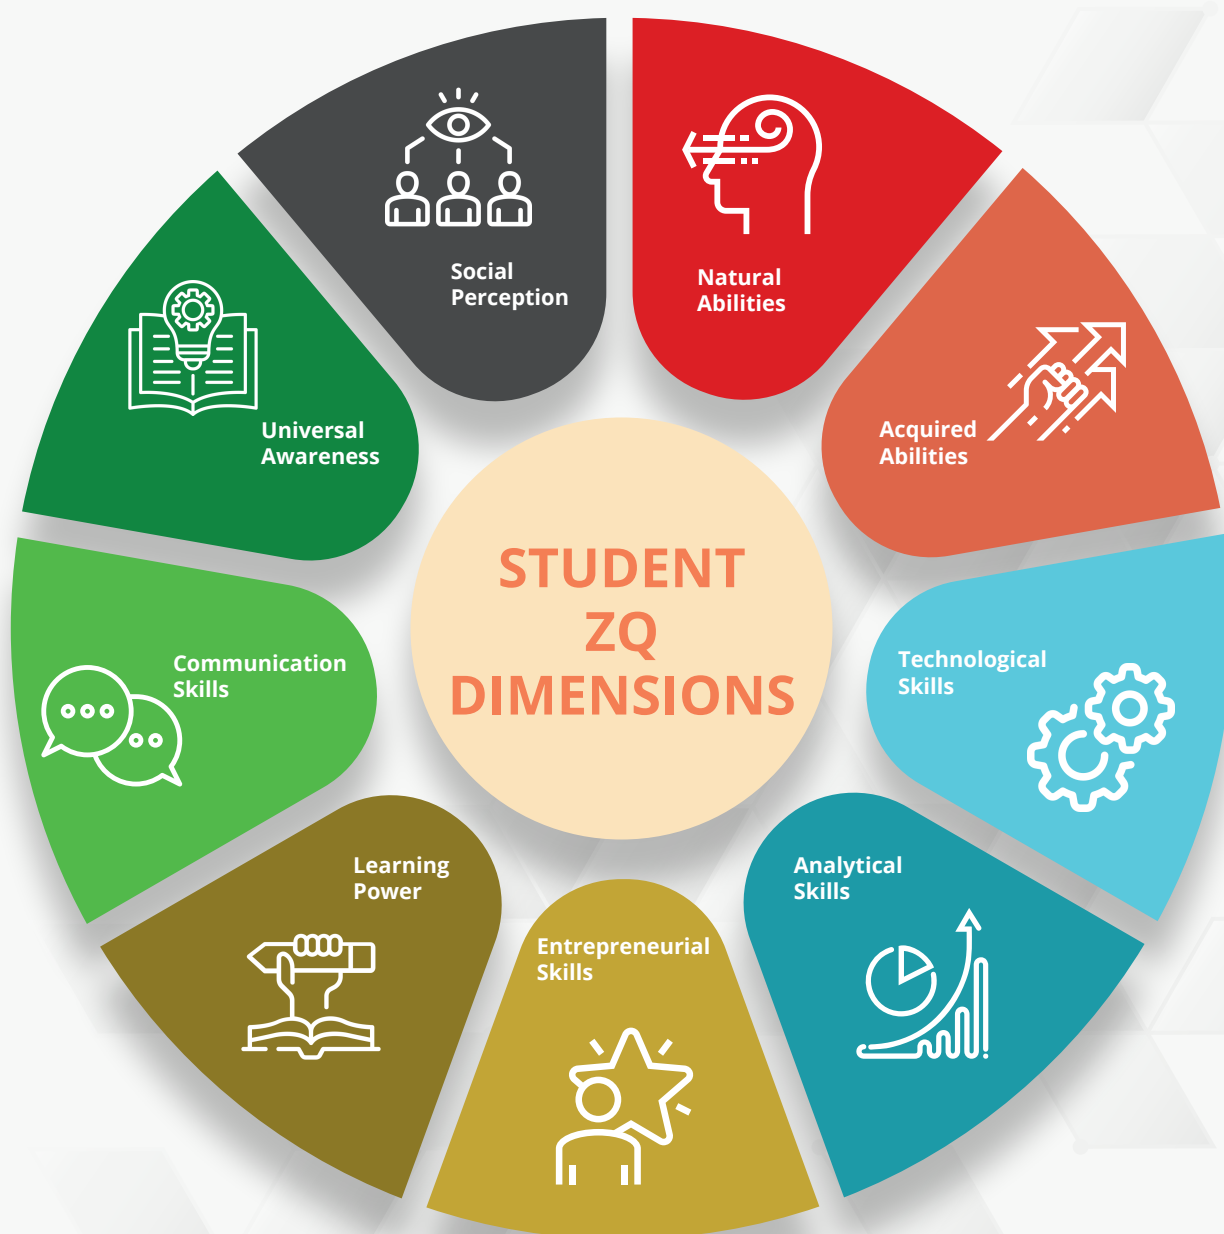 STUDENT
ZQ
DIMENSIONS
Natural
Abilities
Acquired
Abilities
Technological
Skills
Analytical
Skills
Entrepreneurial
Skills
Learning
Power
Communication
Skills
Universal
Awareness
Social
Perception